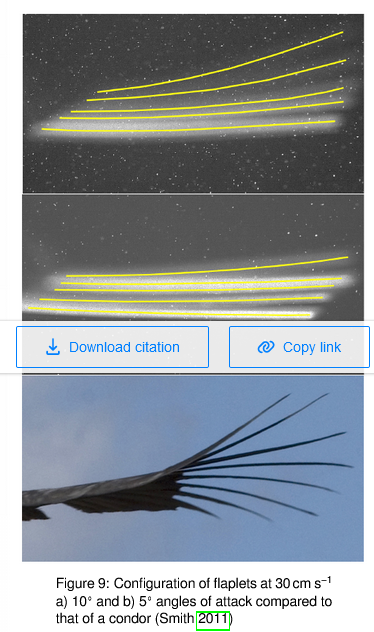 Download citation
Copy link
Figure 9: Configuration of flaplets at 30 cm s⁻¹
a) 10° and b) 5° angles of attack compared to
that of a condor (Smith 2011)